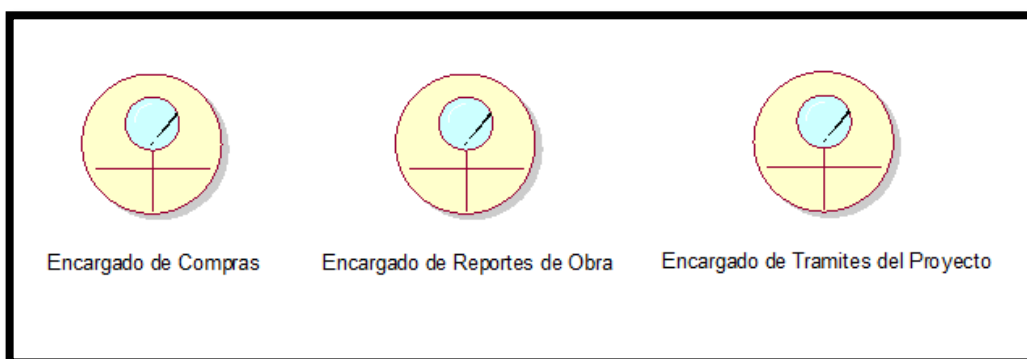 Encargado de Compras
Encargado de Reportes de Obra
Encargado de Tramites del Proyecto